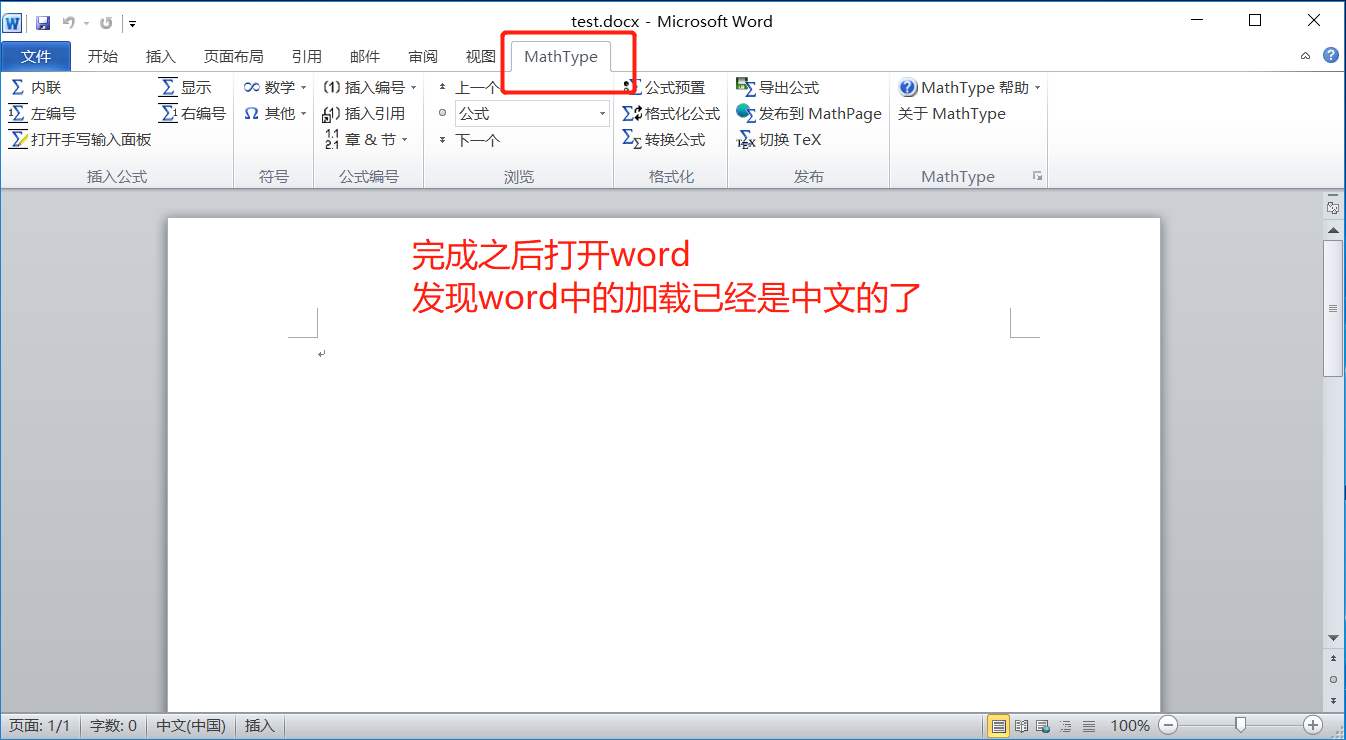 test.docx - Microsoft Word
文件 开始 插入 页面布局 引用 邮件 审阅 视图 MathType
Σ 内联 Σ 显示 ∞ 数学 (1) 插入编号 上一个 公式预置 导出公式 MathType 帮助
左编号 右编号 Ω 其他 插入引用 公式 格式化公式 发布到 MathPage 关于 MathType
打开手写输入面板 1.1 2.1 章 & 节 下一个 转换公式 TEX 切换 TeX
插入公式 符号 公式编号 浏览 格式化 发布 MathType
完成之后打开word
发现word中的加载已经是中文的了
页面: 1/1 字数: 0 中文(中国) 插入 100%